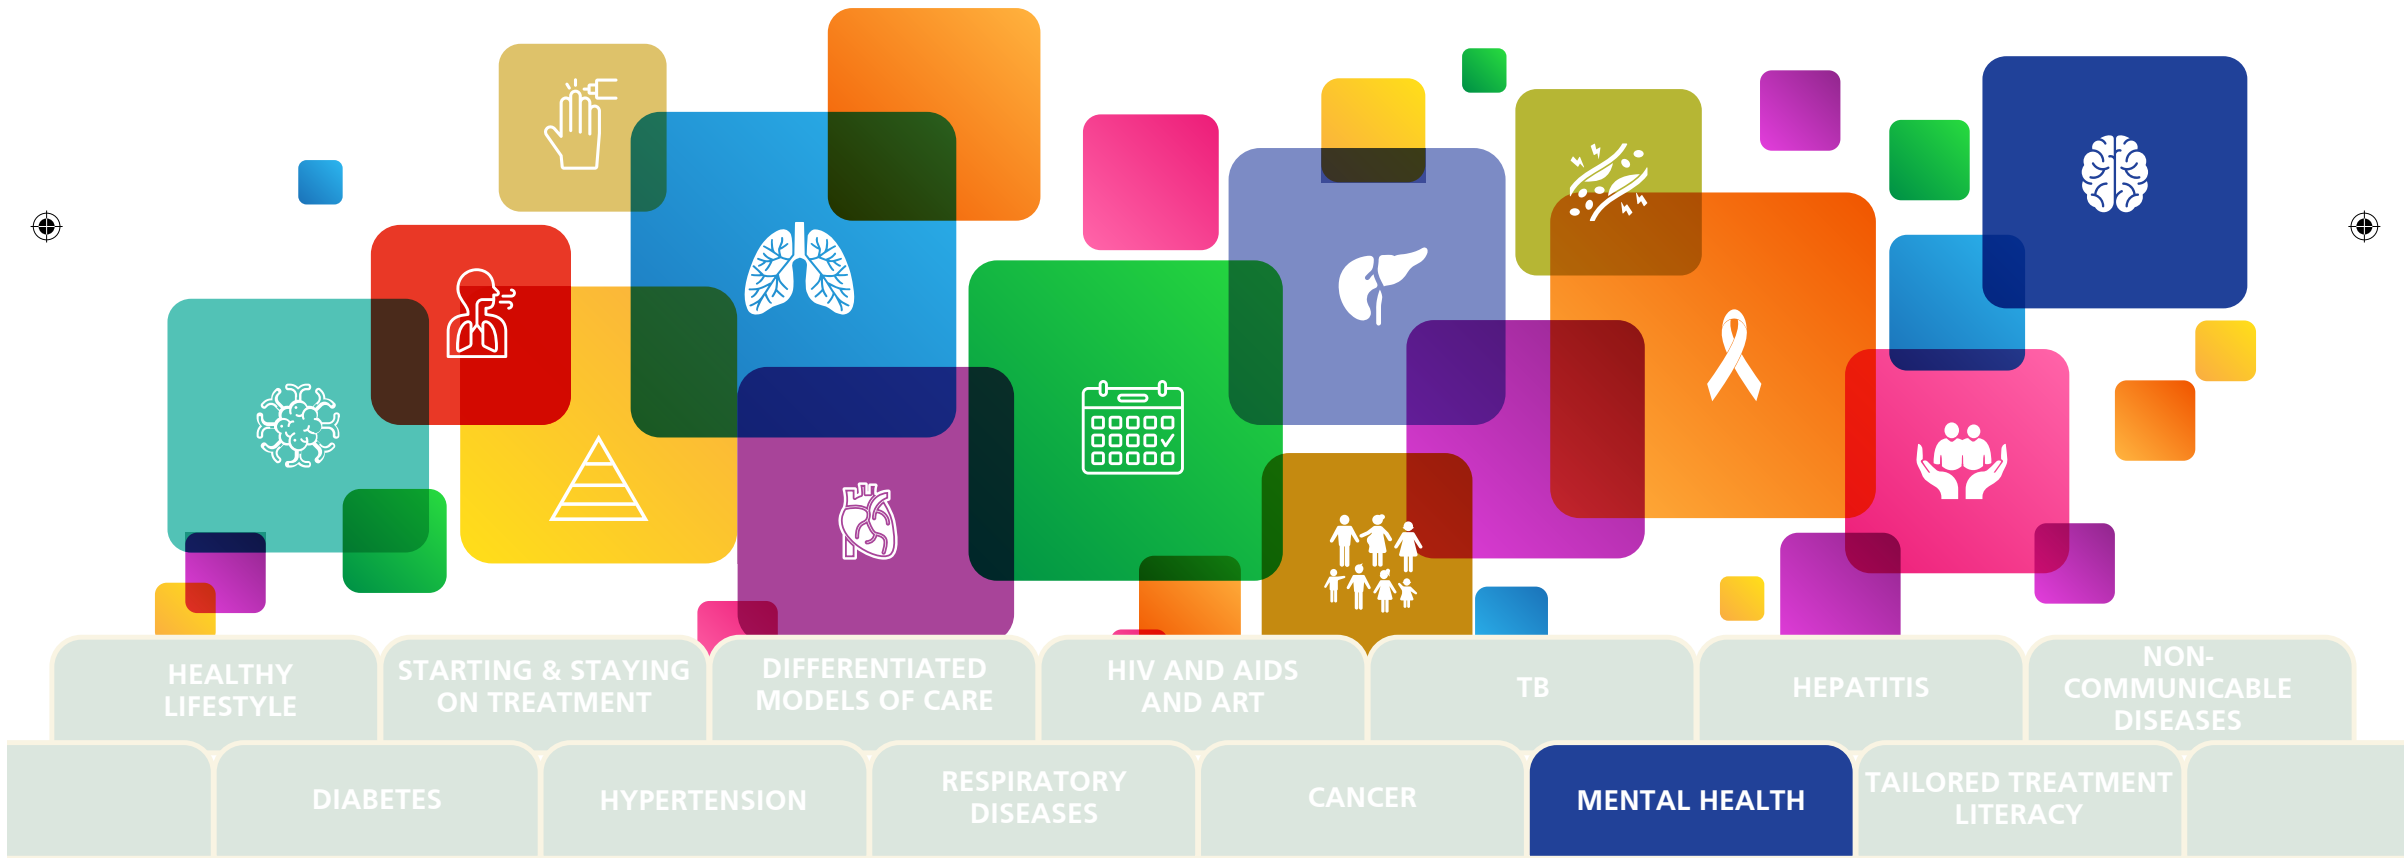 HEALTHY
LIFESTYLE
STARTING & STAYING
ON TREATMENT
DIFFERENTIATED
MODELS OF CARE
HIV AND AIDS
AND ART
TB
HEPATITIS
NON-
COMMUNICABLE
DISEASES
DIABETES
HYPERTENSION
RESPIRATORY
DISEASES
CANCER
MENTAL HEALTH
TAILORED TREATMENT
LITERACY